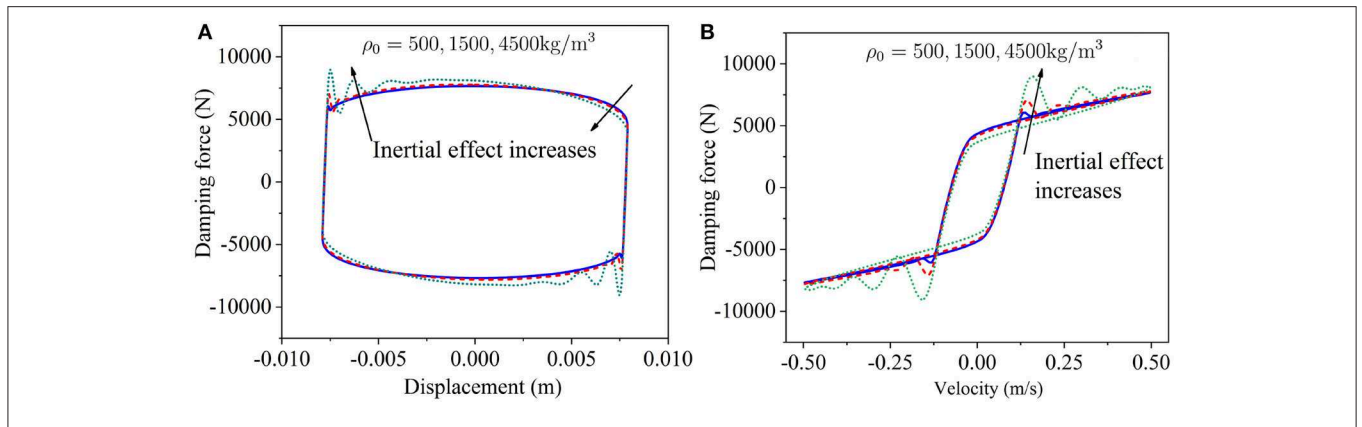 A
ρ₀ = 500, 1500, 4500kg/m³
10000
5000
0
-5000
-10000
Damping force (N)
Inertial effect increases
-0.010
-0.005
0.000
0.005
0.010
Displacement (m)
B
ρ₀ = 500, 1500, 4500kg/m³
10000
5000
0
-5000
-10000
Damping force (N)
Inertial effect
increases
-0.50
-0.25
0.00
0.25
0.50
Velocity (m/s)